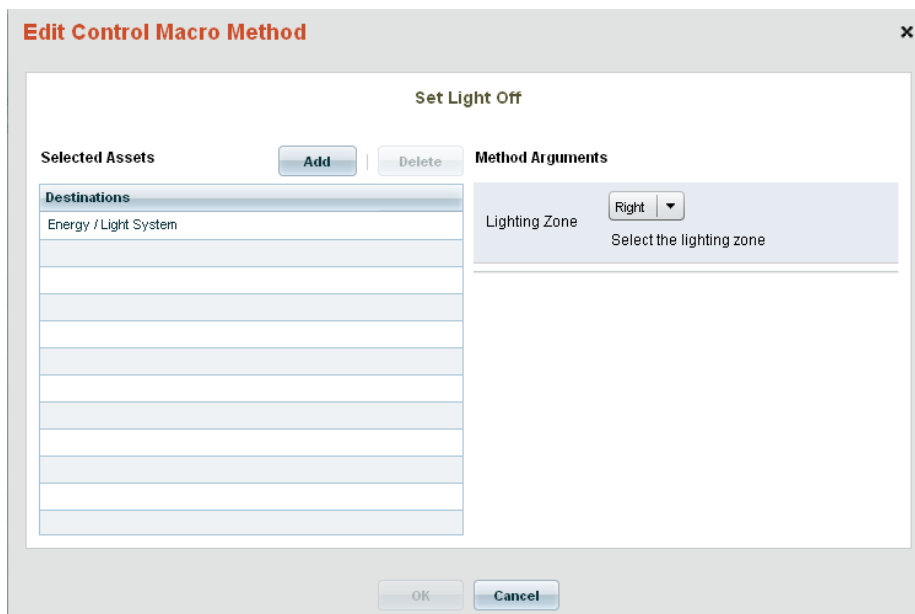 Edit Control Macro Method
Set Light Off
Selected Assets
Add
Delete
Method Arguments
Destinations
Energy / Light System
Lighting Zone
Right
Select the lighting zone
OK
Cancel